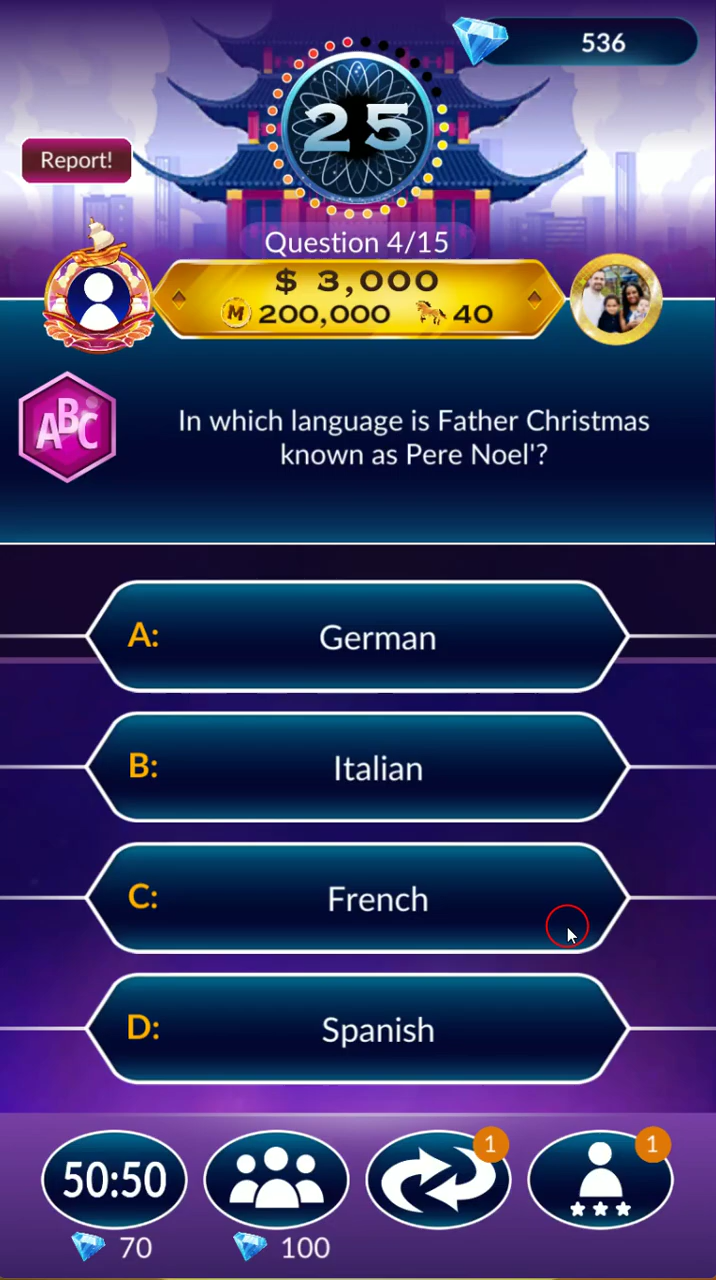 536
25
Report!
Question 4/15
$ 3,000
M 200,000 40
ABC
In which language is Father Christmas
known as Pere Noel'?
A: German
B: Italian
C: French
D: Spanish
50:50
1
1
70
100